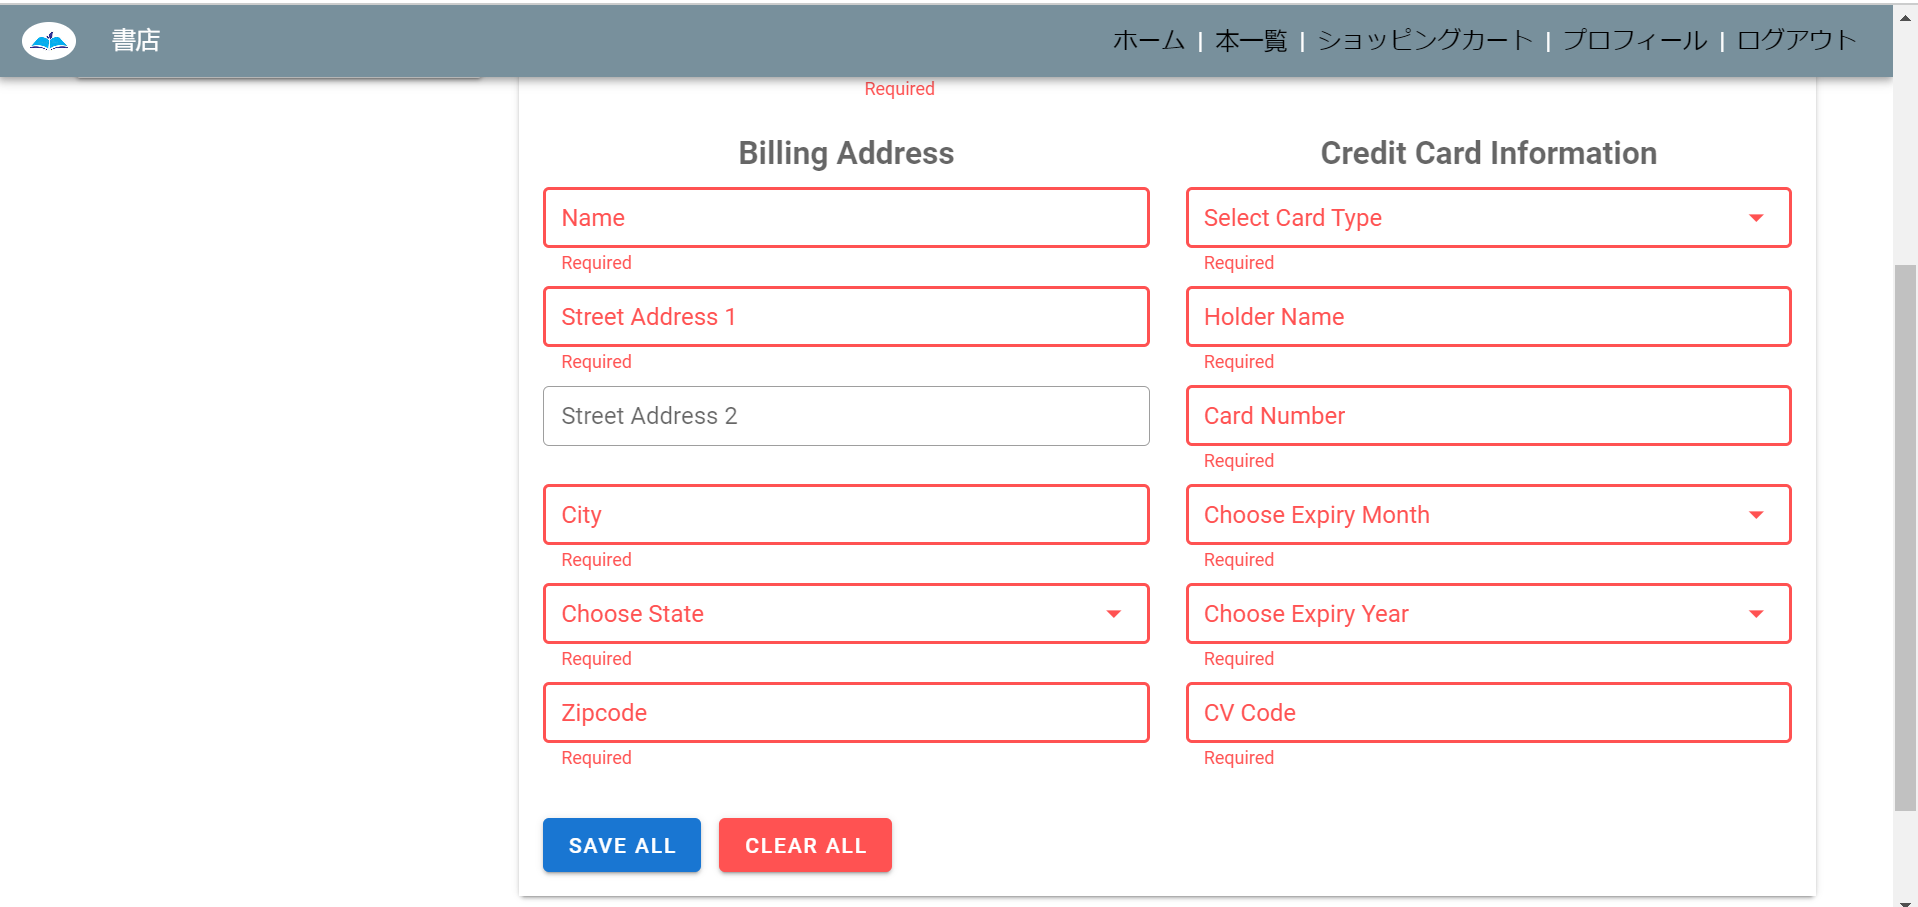 書店
ホーム | 本一覧 | ショッピングカート | プロフィール | ログアウト
Required
Billing Address
Name
Required
Street Address 1
Required
Street Address 2
City
Required
Choose State
Required
Zipcode
Required
Credit Card Information
Select Card Type
Required
Holder Name
Required
Card Number
Required
Choose Expiry Month
Required
Choose Expiry Year
Required
CV Code
Required
SAVE ALL
CLEAR ALL